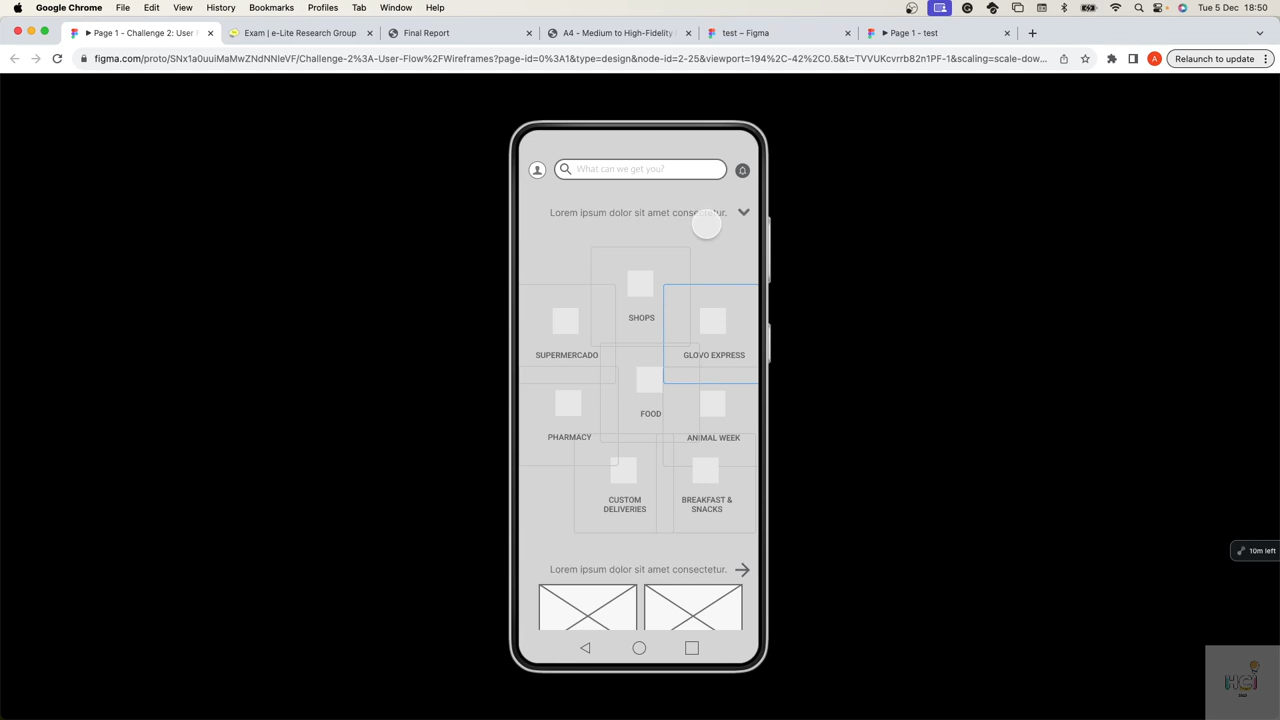 Google Chrome File Edit View History Bookmarks Profiles Tab Window Help Tue 5 Dec 18:50
Page 1 - Challenge 2: User Exam | e-Lite Research Group Final Report A4 - Medium to High-Fidelity test – Figma Page 1 - test
figma.com/proto/SNx1a0uuiMaMwZNdNNleVF/Challenge-2%3A-User-Flow%2FWireframes?page-id=0%3A1&type=design&node-id=2-25&viewport=194%2C-42%2C0.5&t=TVVUKcvrrb82n1PF-1&scaling=scale-dow... A Relaunch to update
What can we get you?
Lorem ipsum dolor sit amet consectetur.
SHOPS
SUPERMERCADO GLOVO EXPRESS
FOOD
PHARMACY ANIMAL WEEK
CUSTOM DELIVERIES
BREAKFAST & SNACKS
10m left
Lorem ipsum dolor sit amet consectetur.
HCI